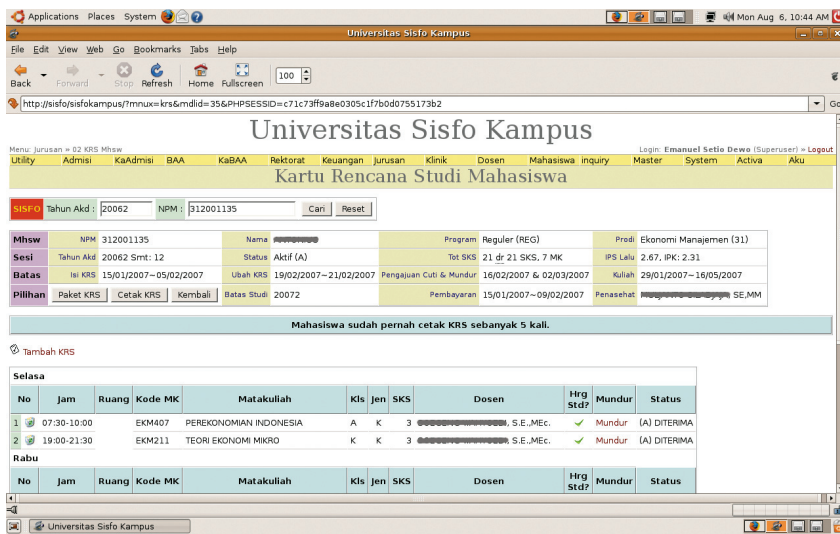 Applications Places System Mon Aug 6, 10:44 AM
Universitas Sisfo Kampus
File Edit View Web Go Bookmarks Tabs Help
Back Forward Stop Refresh Home Fullscreen 100
http://sisfo/sisfokampus/?mnux=krs&mdlid=35&PHPSESSID=c71c73ff9a8e0305c1f7b0d0755173b2 Go
Universitas Sisfo Kampus
Menu: Jurusan » 02 KRS Mhsw Login: Emanuel Setio Dewo (Superuser) » Logout
Utility Admisi KaAdmisi BAA KaBAA Rektorat Keuangan Jurusan Klinik Dosen Mahasiswa inquiry Master System Activa Aku
Kartu Rencana Studi Mahasiswa
SISFO Tahun Akd : 20062 NPM : 312001135 Cari Reset
Mhsw NPM 312001135 Nama Program Reguler (REG) Prodi Ekonomi Manajemen (31)
Sesi Tahun Akd 20062 Smt: 12 Status Aktif (A) Tot SKS 21 dr 21 SKS, 7 MK IPS Lalu 2.67, IPK: 2.31
Batas Isi KRS 15/01/2007~05/02/2007 Ubah KRS 19/02/2007~21/02/2007 Pengajuan Cuti & Mundur 16/02/2007 & 02/03/2007 Kuliah 29/01/2007~16/05/2007
Pilihan Paket KRS Cetak KRS Kembali Batas Studi 20072 Pembayaran 15/01/2007~09/02/2007 Penasehat SE,MM
Mahasiswa sudah pernah cetak KRS sebanyak 5 kali.
Tambah KRS
Selasa
No Jam Ruang Kode MK Matakuliah Kls Jen SKS Dosen Hrg Std? Mundur Status
1 07:30-10:00 EKM407 PEREKONOMIAN INDONESIA A K 3 , S.E.,MEc. Mundur (A) DITERIMA
2 19:00-21:30 EKM211 TEORI EKONOMI MIKRO K K 3 , S.E.,MEc. Mundur (A) DITERIMA
Rabu
No Jam Ruang Kode MK Matakuliah Kls Jen SKS Dosen Hrg Std? Mundur Status
Universitas Sisfo Kampus